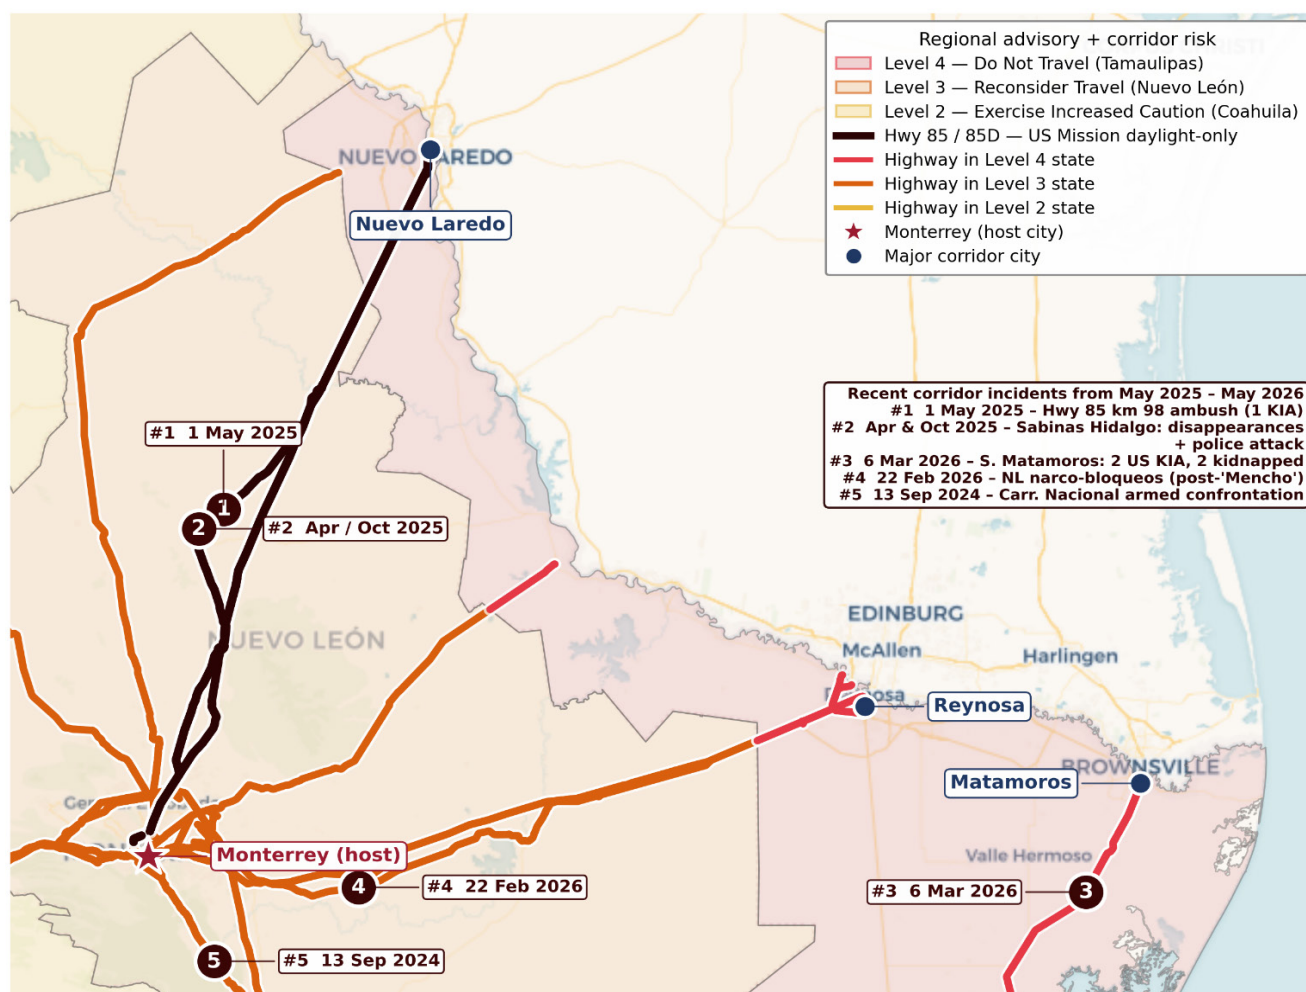 Regional advisory + corridor risk
Level 4 — Do Not Travel (Tamaulipas)
Level 3 — Reconsider Travel (Nuevo León)
Level 2 — Exercise Increased Caution (Coahuila)
Hwy 85 / 85D — US Mission daylight-only
Highway in Level 4 state
Highway in Level 3 state
Highway in Level 2 state
Monterrey (host city)
Major corridor city
NUEVO LAREDO
Nuevo Laredo
Recent corridor incidents from May 2025 – May 2026
#1 1 May 2025 – Hwy 85 km 98 ambush (1 KIA)
#2 Apr & Oct 2025 – Sabinas Hidalgo: disappearances
+ police attack
#3 6 Mar 2026 – S. Matamoros: 2 US KIA, 2 kidnapped
#4 22 Feb 2026 – NL narco-bloqueos (post-'Mencho')
#5 13 Sep 2024 – Carr. Nacional armed confrontation
#1 1 May 2025
1
2
#2 Apr / Oct 2025
EDINBURG
NUEVO LEÓN
McAllen
Harlingen
Reynosa
BROWNSVILLE
Matamoros
Monterrey (host)
Valle Hermoso
4
#4 22 Feb 2026
#3 6 Mar 2026
3
5
#5 13 Sep 2024